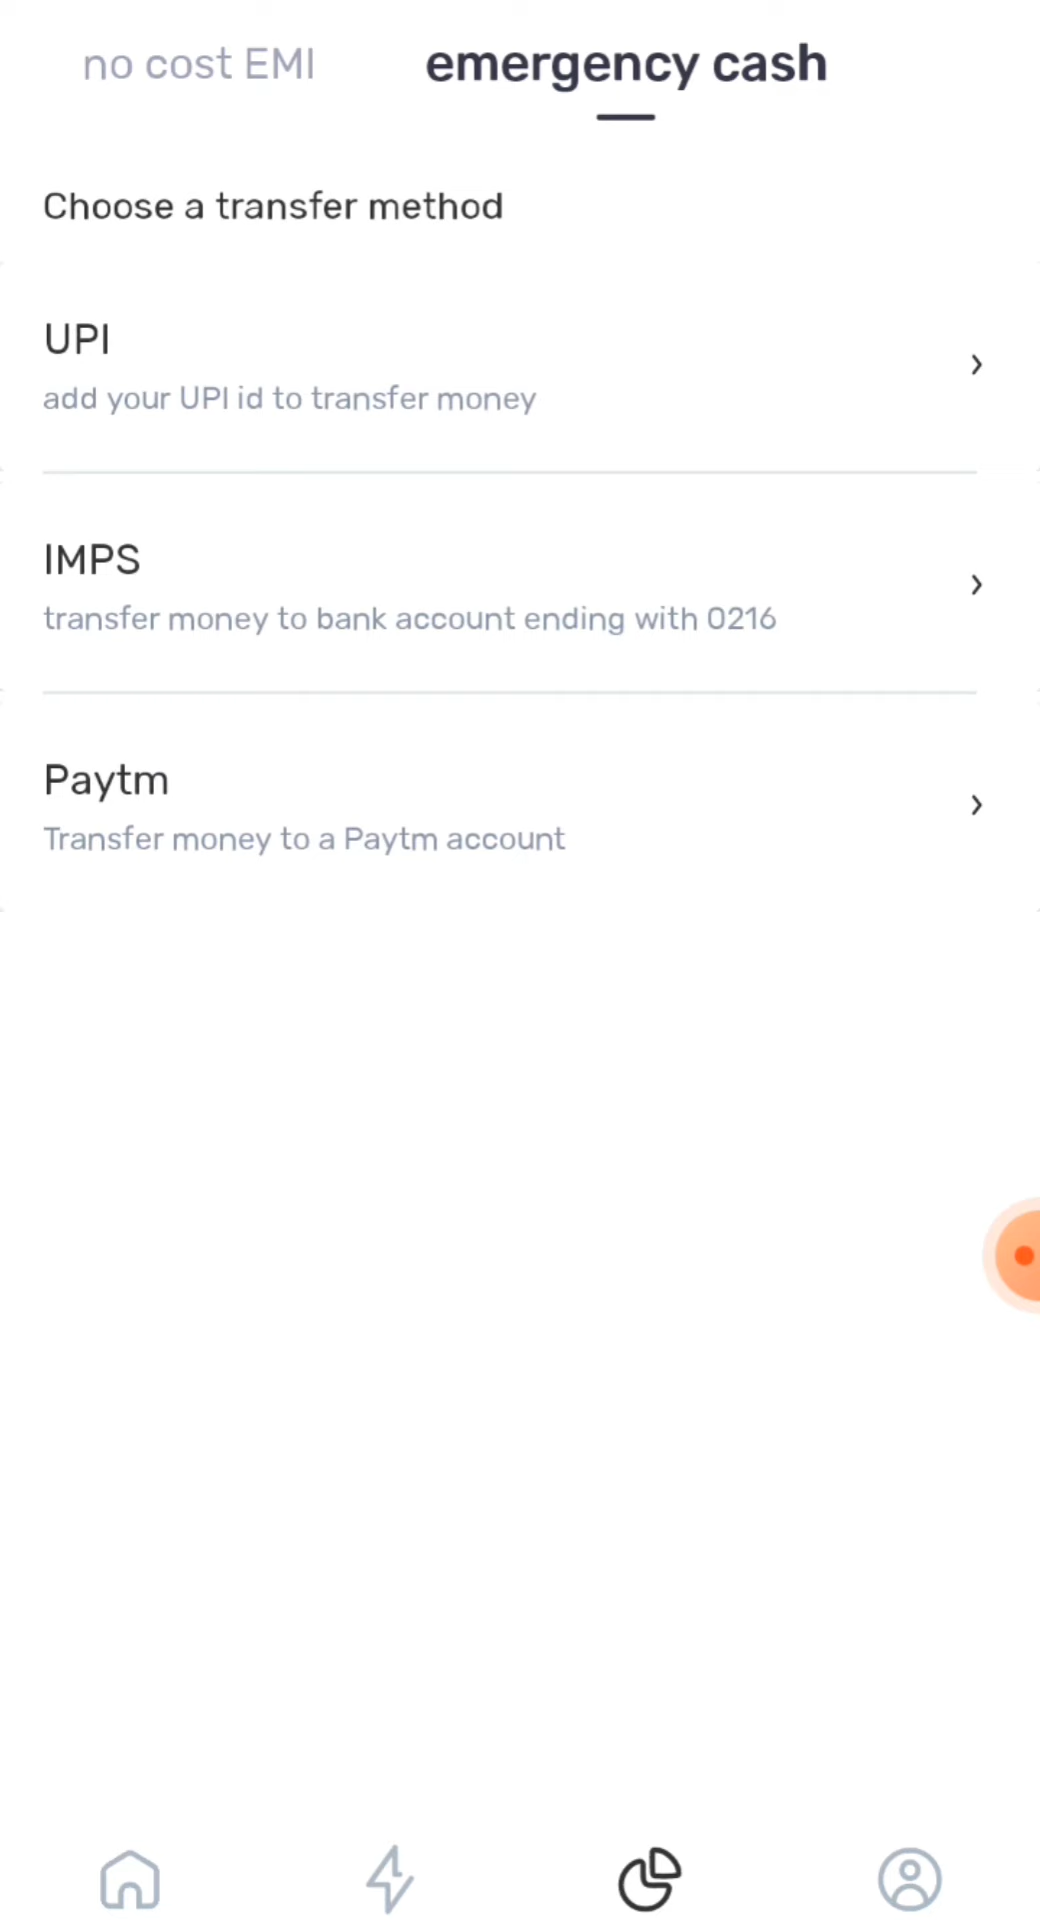 no cost EMI emergency cash
Choose a transfer method
UPI
add your UPI id to transfer money
IMPS
transfer money to bank account ending with 0216
Paytm
Transfer money to a Paytm account